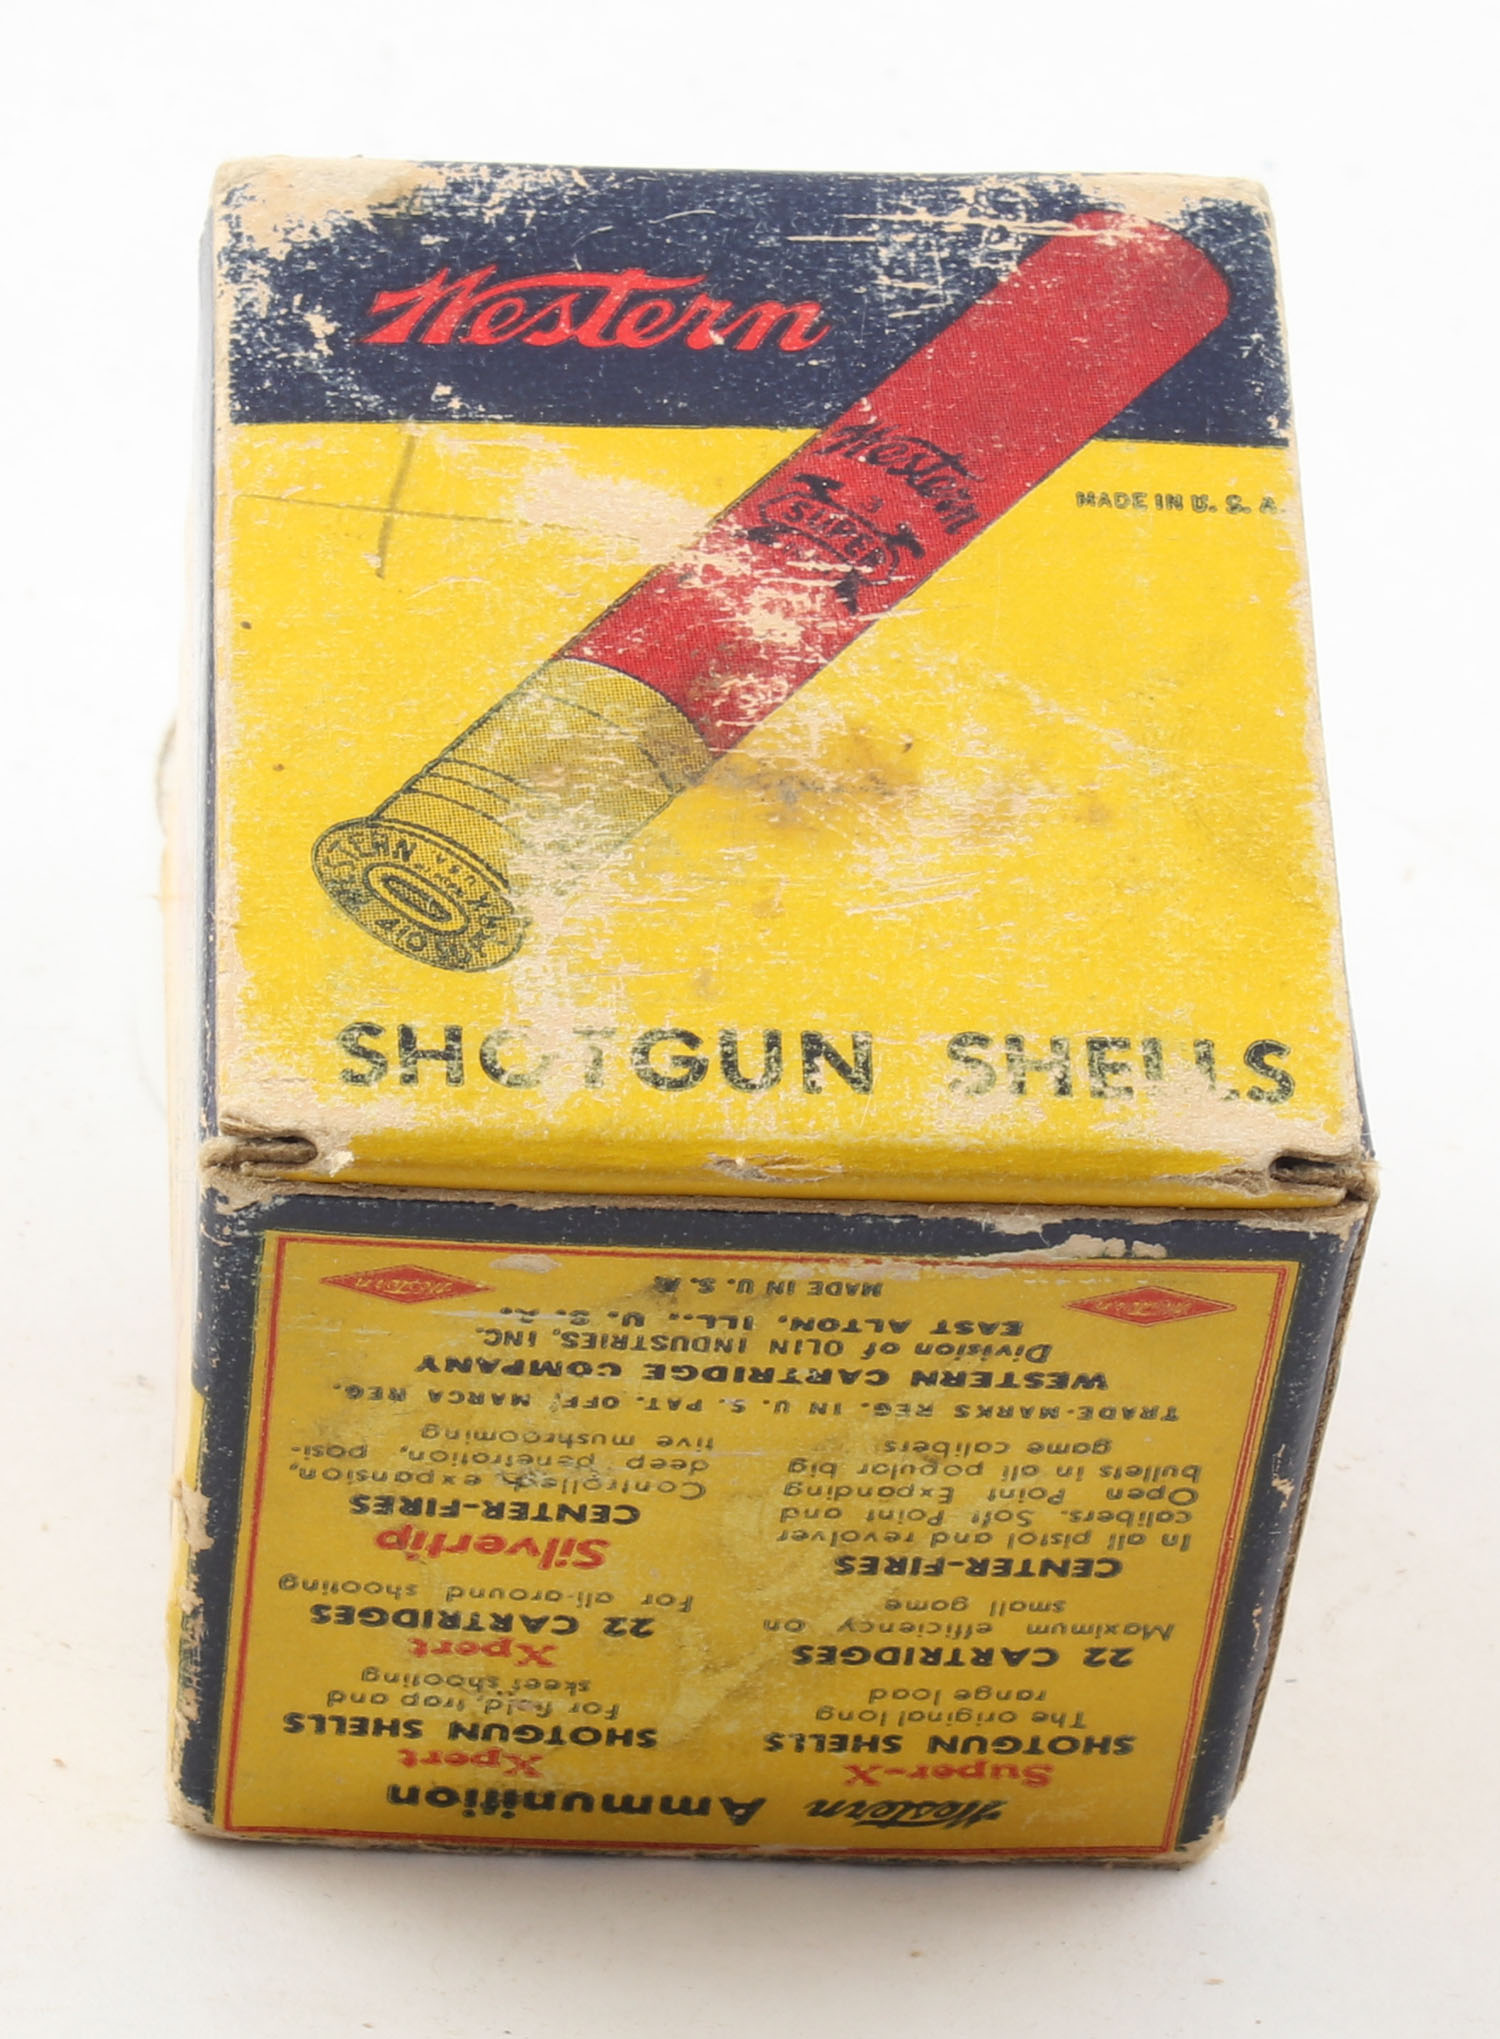 Western
MADE IN U. S. A.
Western
SUPER
WESTERN
410
SHOTGUN SHELLS
Western Ammunition
Super-X
SHOTGUN SHELLS
The original long
range load
22 CARTRIDGES
Maximum efficiency on
small game
CENTER-FIRES
In all pistol and revolver
calibers. Soft Point and
Open Point Expanding
bullets in all popular big
game calibers
Xpert
SHOTGUN SHELLS
For field, trap and
skeet shooting
Xpert
22 CARTRIDGES
For all-around shooting
Silvertip
CENTER-FIRES
Controlled expansion,
deep penetration, posi-
tive mushrooming
TRADE-MARKS REG. IN U. S. PAT. OFF. MARCA REG.
WESTERN CARTRIDGE COMPANY
Division of OLIN INDUSTRIES, INC.
EAST ALTON, ILL., U. S. A.
MADE IN U. S. A.
Western
Western